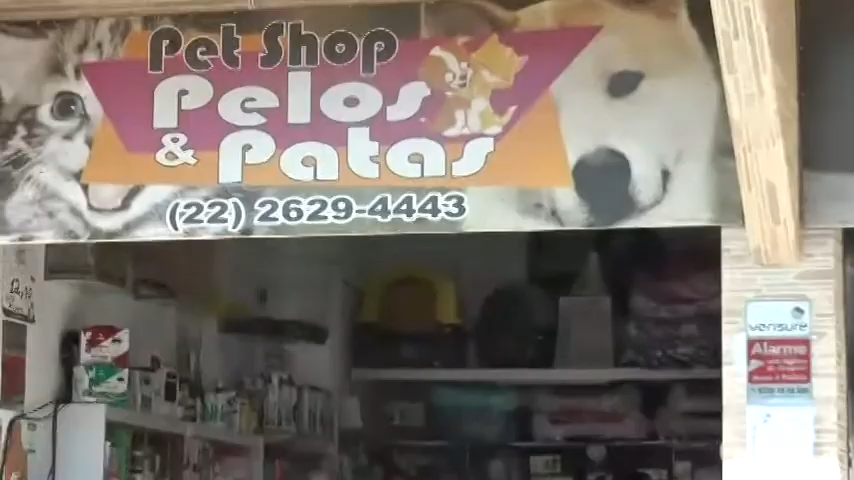 Pet Shop
Pelos
& Patas
(22) 2629-4443
verisure
Alarme